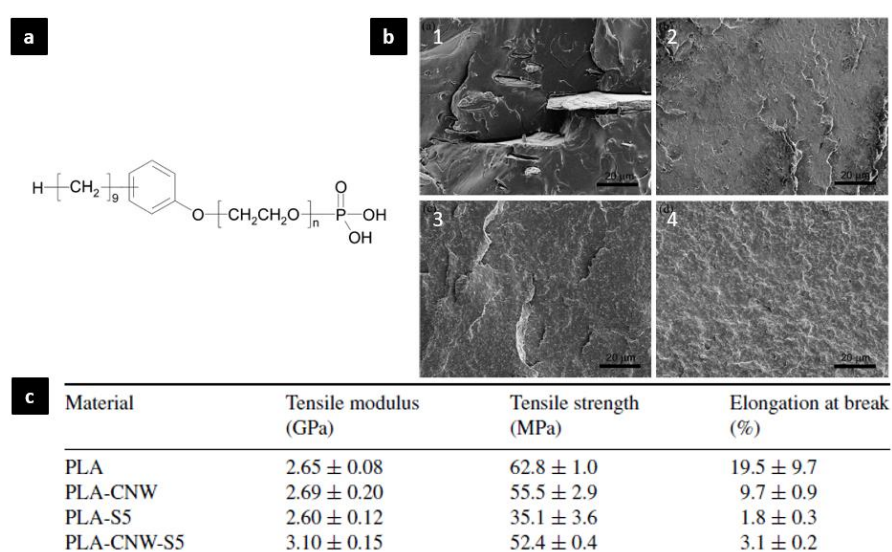 a
b
H
CH₂
9
O
CH₂CH₂O
n
O
P
OH
OH
(a)
1
20 µm
2
20 µm
3
20 µm
(d)
4
20 µm
c
Material Tensile modulus (GPa) Tensile strength (MPa) Elongation at break (%)
PLA 2.65 ± 0.08 62.8 ± 1.0 19.5 ± 9.7
PLA-CNW 2.69 ± 0.20 55.5 ± 2.9 9.7 ± 0.9
PLA-S5 2.60 ± 0.12 35.1 ± 3.6 1.8 ± 0.3
PLA-CNW-S5 3.10 ± 0.15 52.4 ± 0.4 3.1 ± 0.2